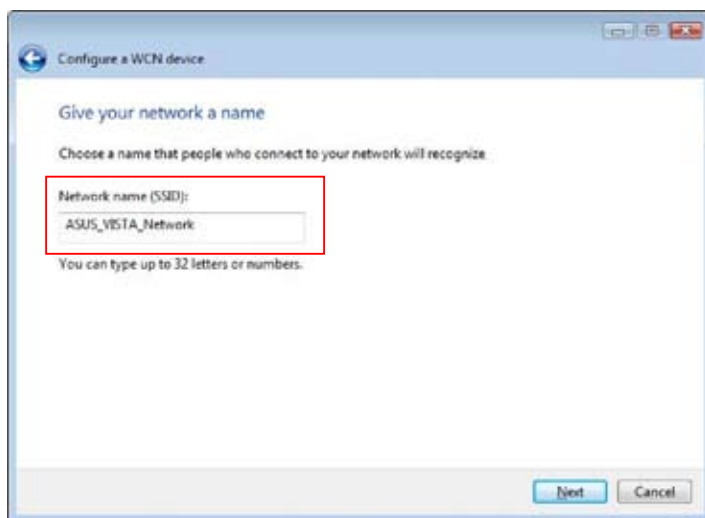 Configure a WCN device
Give your network a name
Choose a name that people who connect to your network will recognize
Network name (SSID):
ASUS_VISTA_Network
You can type up to 32 letters or numbers.
Next Cancel